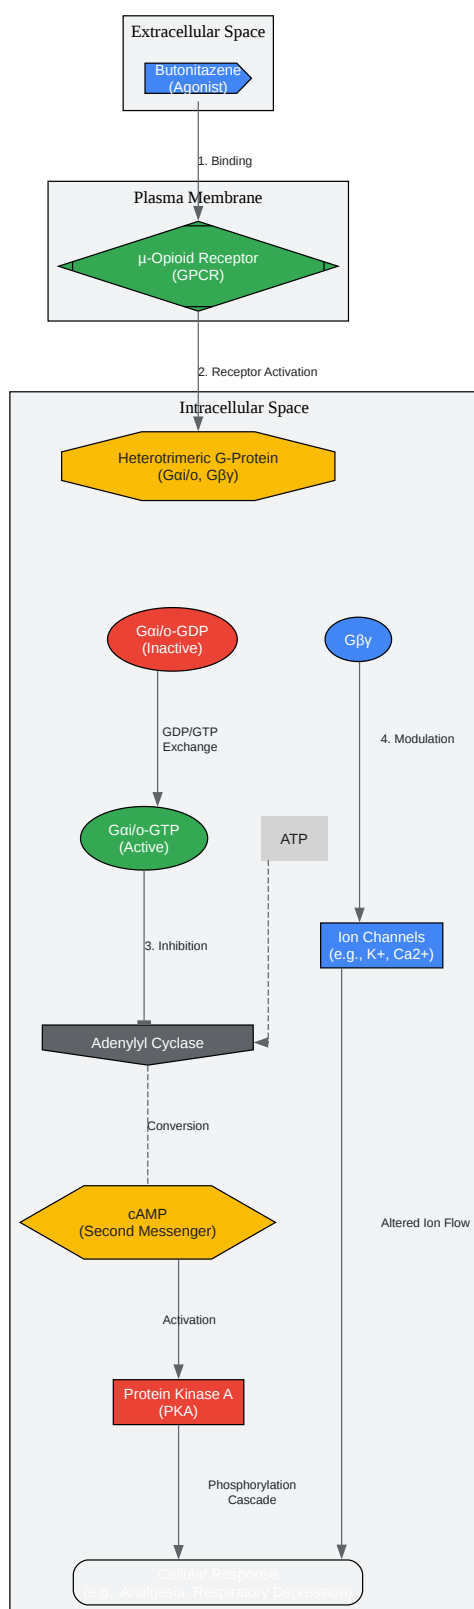 Extracellular Space
Butonitazene
(Agonist)
1. Binding
Plasma Membrane
µ-Opioid Receptor
(GPCR)
2. Receptor Activation
Intracellular Space
Heterotrimeric G-Protein
(Gαi/o, Gβγ)
Gαi/o-GDP
(Inactive)
Gβγ
GDP/GTP
Exchange
4. Modulation
Gαi/o-GTP
(Active)
ATP
3. Inhibition
Ion Channels
(e.g., K+, Ca2+)
Adenylyl Cyclase
Conversion
cAMP
(Second Messenger)
Altered Ion Flow
Activation
Protein Kinase A
(PKA)
Phosphorylation
Cascade
Cellular Response
(e.g., Analgesia, Respiratory Depression)